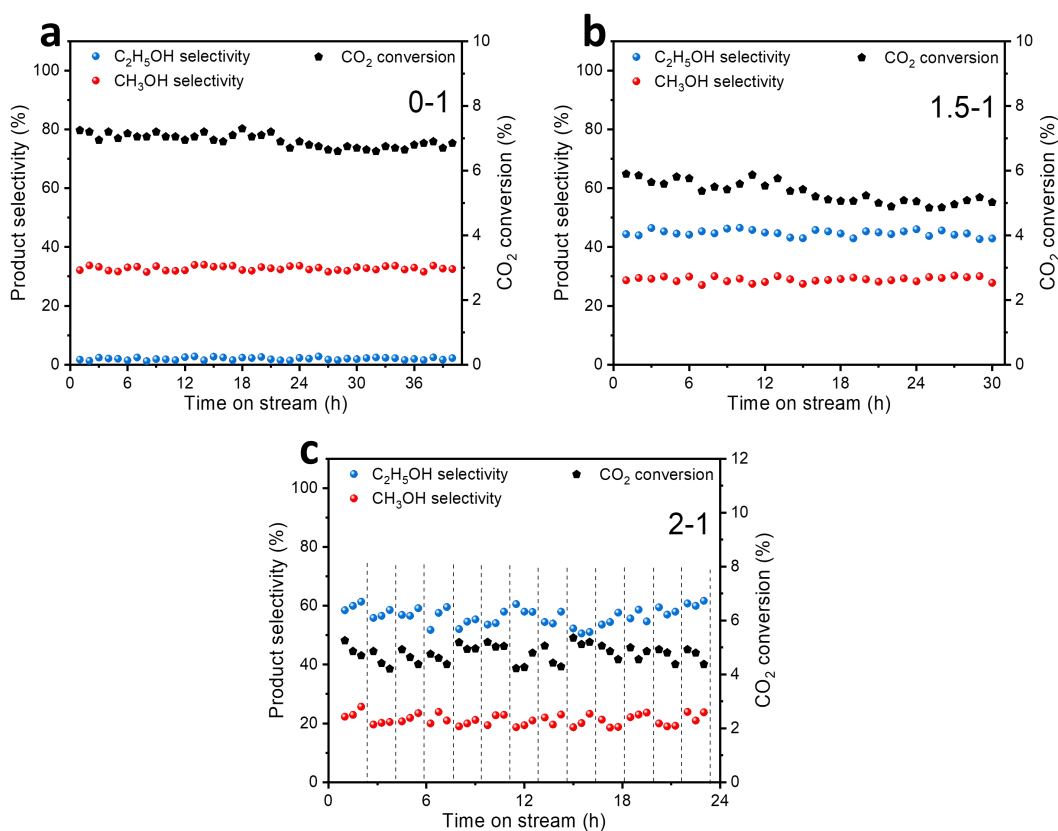 a
C₂H₅OH selectivity
CH₃OH selectivity
CO₂ conversion
0-1
Product selectivity (%)
100
80
60
40
20
0
CO₂ conversion (%)
10
8
6
4
2
0
0 6 12 18 24 30 36
Time on stream (h)
b
C₂H₅OH selectivity
CH₃OH selectivity
CO₂ conversion
1.5-1
Product selectivity (%)
100
80
60
40
20
0
CO₂ conversion (%)
10
8
6
4
2
0
0 6 12 18 24 30
Time on stream (h)
c
C₂H₅OH selectivity
CH₃OH selectivity
CO₂ conversion
2-1
Product selectivity (%)
100
80
60
40
20
0
CO₂ conversion (%)
12
10
8
6
4
2
0
0 6 12 18 24
Time on stream (h)